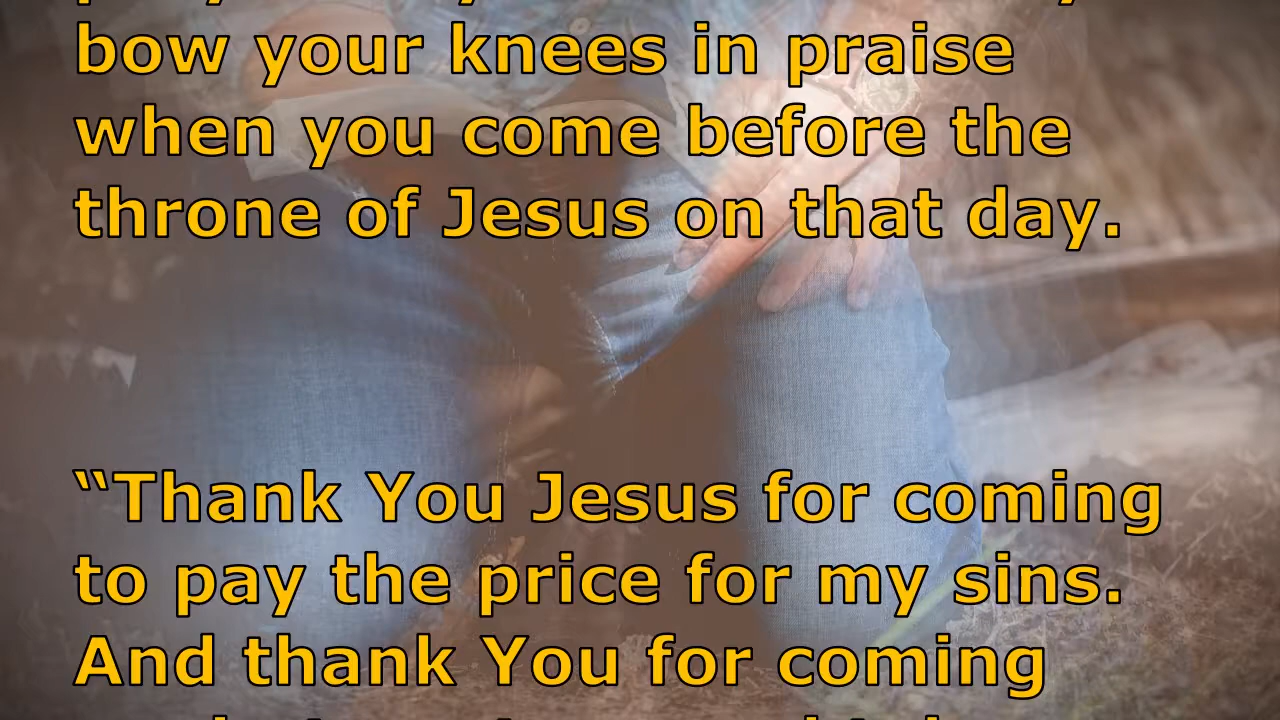 bow your knees in praise
when you come before the
throne of Jesus on that day.
“Thank You Jesus for coming
to pay the price for my sins.
And thank You for coming